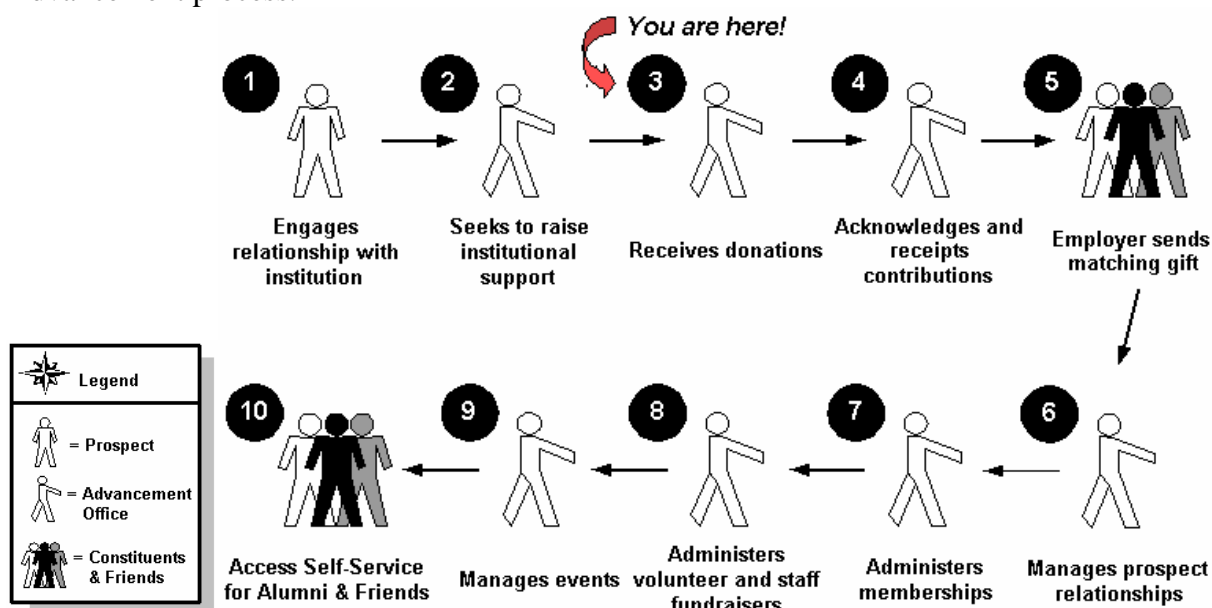 You are here!
1
2
3
4
5
Engages
relationship with
institution
Seeks to raise
institutional
support
Receives donations
Acknowledges and
receipts
contributions
Employer sends
matching gift
Legend
= Prospect
= Advancement
Office
= Constituents
& Friends
10
9
8
7
6
Access Self-Service
for Alumni & Friends
Manages events
Administers
volunteer and staff
fundraisers
Administers
memberships
Manages prospect
relationships